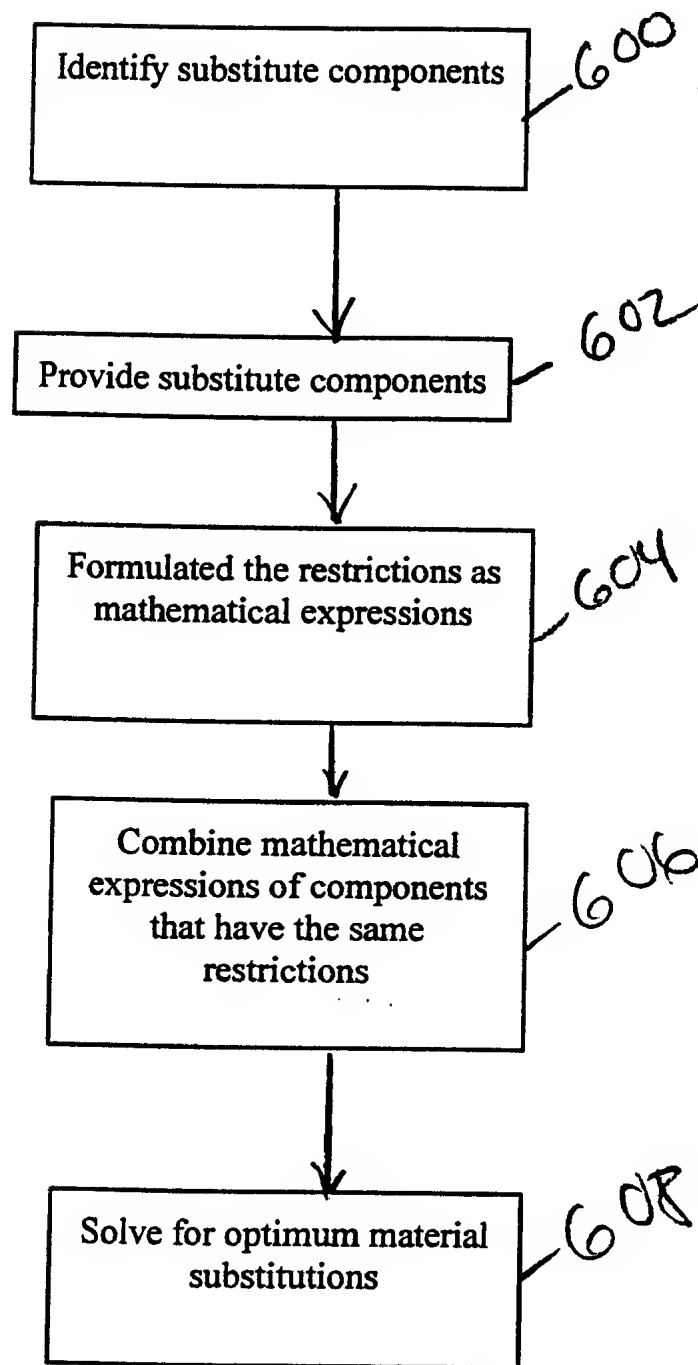 Identify substitute components
600
602
Provide substitute components
Formulated the restrictions as
mathematical expressions
604
Combine mathematical
expressions of components
that have the same
restrictions
606
Solve for optimum material
substitutions
608